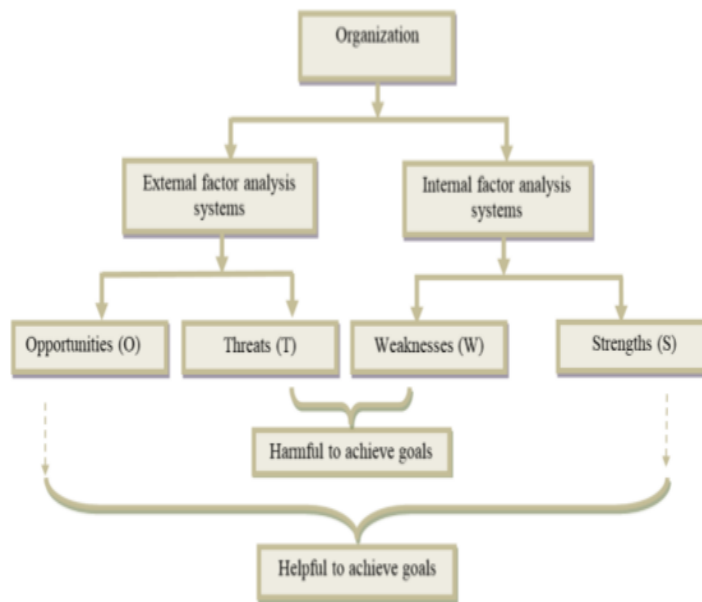 Organization
External factor analysis
systems
Internal factor analysis
systems
Opportunities (O)
Threats (T)
Weaknesses (W)
Strengths (S)
Harmful to achieve goals
Helpful to achieve goals